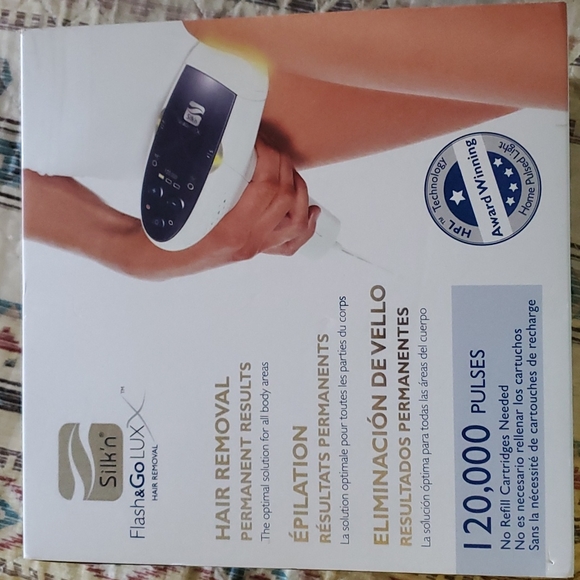 Silk'n®
Flash&Go LUXX™
HAIR REMOVAL
HAIR REMOVAL
PERMANENT RESULTS
The optimal solution for all body areas
ÉPILATION
RÉSULTATS PERMANENTS
La solution optimale pour toutes les parties du corps
ELIMINACIÓN DE VELLO
RESULTADOS PERMANENTES
La solución óptima para todas las áreas del cuerpo
120,000 PULSES
No Refill Cartridges Needed
No es necesario rellenar los cartuchos
Sans la nécessité de cartouches de recharge
Silk'n
HPL™ Technology
Award Winning
Home Pulsed Light